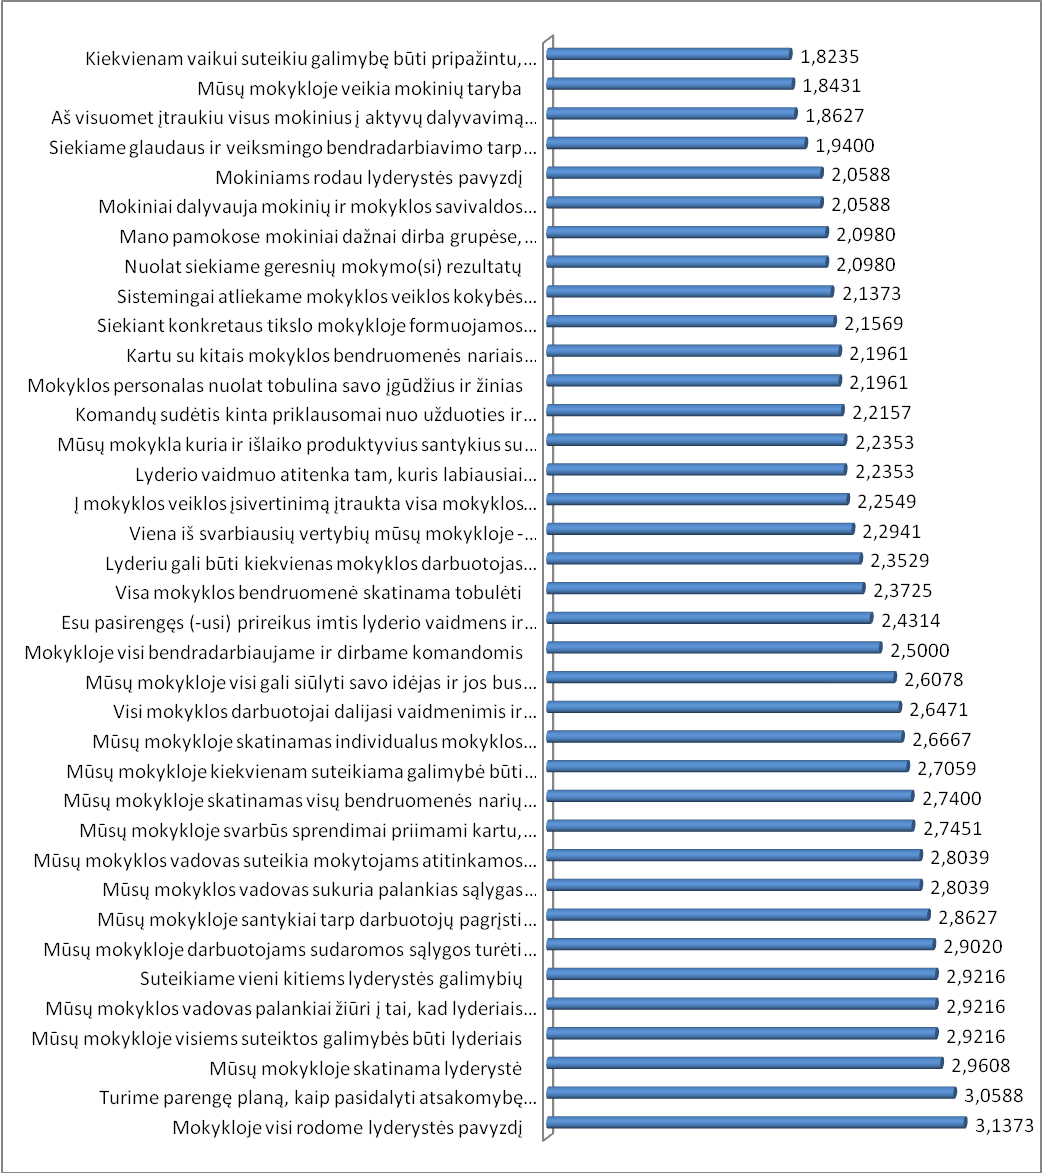 Kiekvienam vaikui suteikiu galimybę būti pripažintu,... 1,8235
Mūsų mokykloje veikia mokinių taryba 1,8431
Aš visuomet įtraukiu visus mokinius į aktyvų dalyvavimą... 1,8627
Siekiame glaudaus ir veiksmingo bendradarbiavimo tarp... 1,9400
Mokiniams rodau lyderystės pavyzdį 2,0588
Mokiniai dalyvauja mokinių ir mokyklos savivaldos... 2,0588
Mano pamokose mokiniai dažnai dirba grupėse,... 2,0980
Nuolat siekiame geresnių mokymo(si) rezultatų 2,0980
Sistemingai atliekame mokyklos veiklos kokybės... 2,1373
Siekiant konkretaus tikslo mokykloje formuojamos... 2,1569
Kartu su kitais mokyklos bendruomenės nariais... 2,1961
Mokyklos personalas nuolat tobulina savo įgūdžius ir žinias 2,1961
Komandų sudėtis kinta priklausomai nuo užduoties ir... 2,2157
Mūsų mokykla kuria ir išlaiko produktyvius santykius su... 2,2353
Lyderio vaidmuo atitenka tam, kuris labiausiai... 2,2353
Į mokyklos veiklos įsivertinimą įtraukta visa mokyklos... 2,2549
Viena iš svarbiausių vertybių mūsų mokykloje -... 2,2941
Lyderiu gali būti kiekvienas mokyklos darbuotojas... 2,3529
Visa mokyklos bendruomenė skatinama tobulėti 2,3725
Esu pasirengęs (-usi) prireikus imtis lyderio vaidmens ir... 2,4314
Mokykloje visi bendradarbiaujame ir dirbame komandomis 2,5000
Mūsų mokykloje visi gali siūlyti savo idėjas ir jos bus... 2,6078
Visi mokyklos darbuotojai dalijasi vaidmenimis ir... 2,6471
Mūsų mokykloje skatinamas individualus mokyklos... 2,6667
Mūsų mokykloje kiekvienam suteikiama galimybė būti... 2,7059
Mūsų mokykloje skatinamas visų bendruomenės narių... 2,7400
Mūsų mokykloje svarbūs sprendimai priimami kartu,... 2,7451
Mūsų mokyklos vadovas suteikia mokytojams atitinkamos... 2,8039
Mūsų mokyklos vadovas sukuria palankias sąlygas... 2,8039
Mūsų mokykloje santykiai tarp darbuotojų pagrįsti... 2,8627
Mūsų mokykloje darbuotojams sudaromos sąlygos turėti... 2,9020
Suteikiame vieni kitiems lyderystės galimybių 2,9216
Mūsų mokyklos vadovas palankiai žiūri į tai, kad lyderiais... 2,9216
Mūsų mokykloje visiems suteiktos galimybės būti lyderiais 2,9216
Mūsų mokykloje skatinama lyderystė 2,9608
Turime parengę planą, kaip pasidalyti atsakomybę... 3,0588
Mokykloje visi rodome lyderystės pavyzdį 3,1373